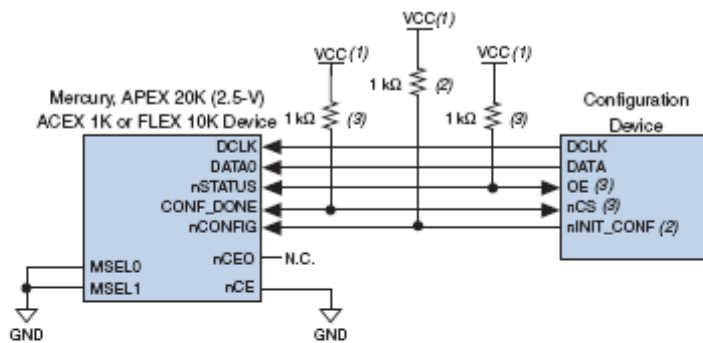 VCC(1)
VCC(1)
VCC(1)
1 kΩ
(2)
Mercury, APEX 20K (2.5-V)
ACEX 1K or FLEX 10K Device
1 kΩ
(3)
1 kΩ
(3)
Configuration
Device
DCLK
DCLK
DATA0
DATA
nSTATUS
OE (3)
CONF_DONE
nCS (3)
nCONFIG
nINIT_CONF (2)
nCEO
N.C.
MSEL0
MSEL1
nCE
GND
GND